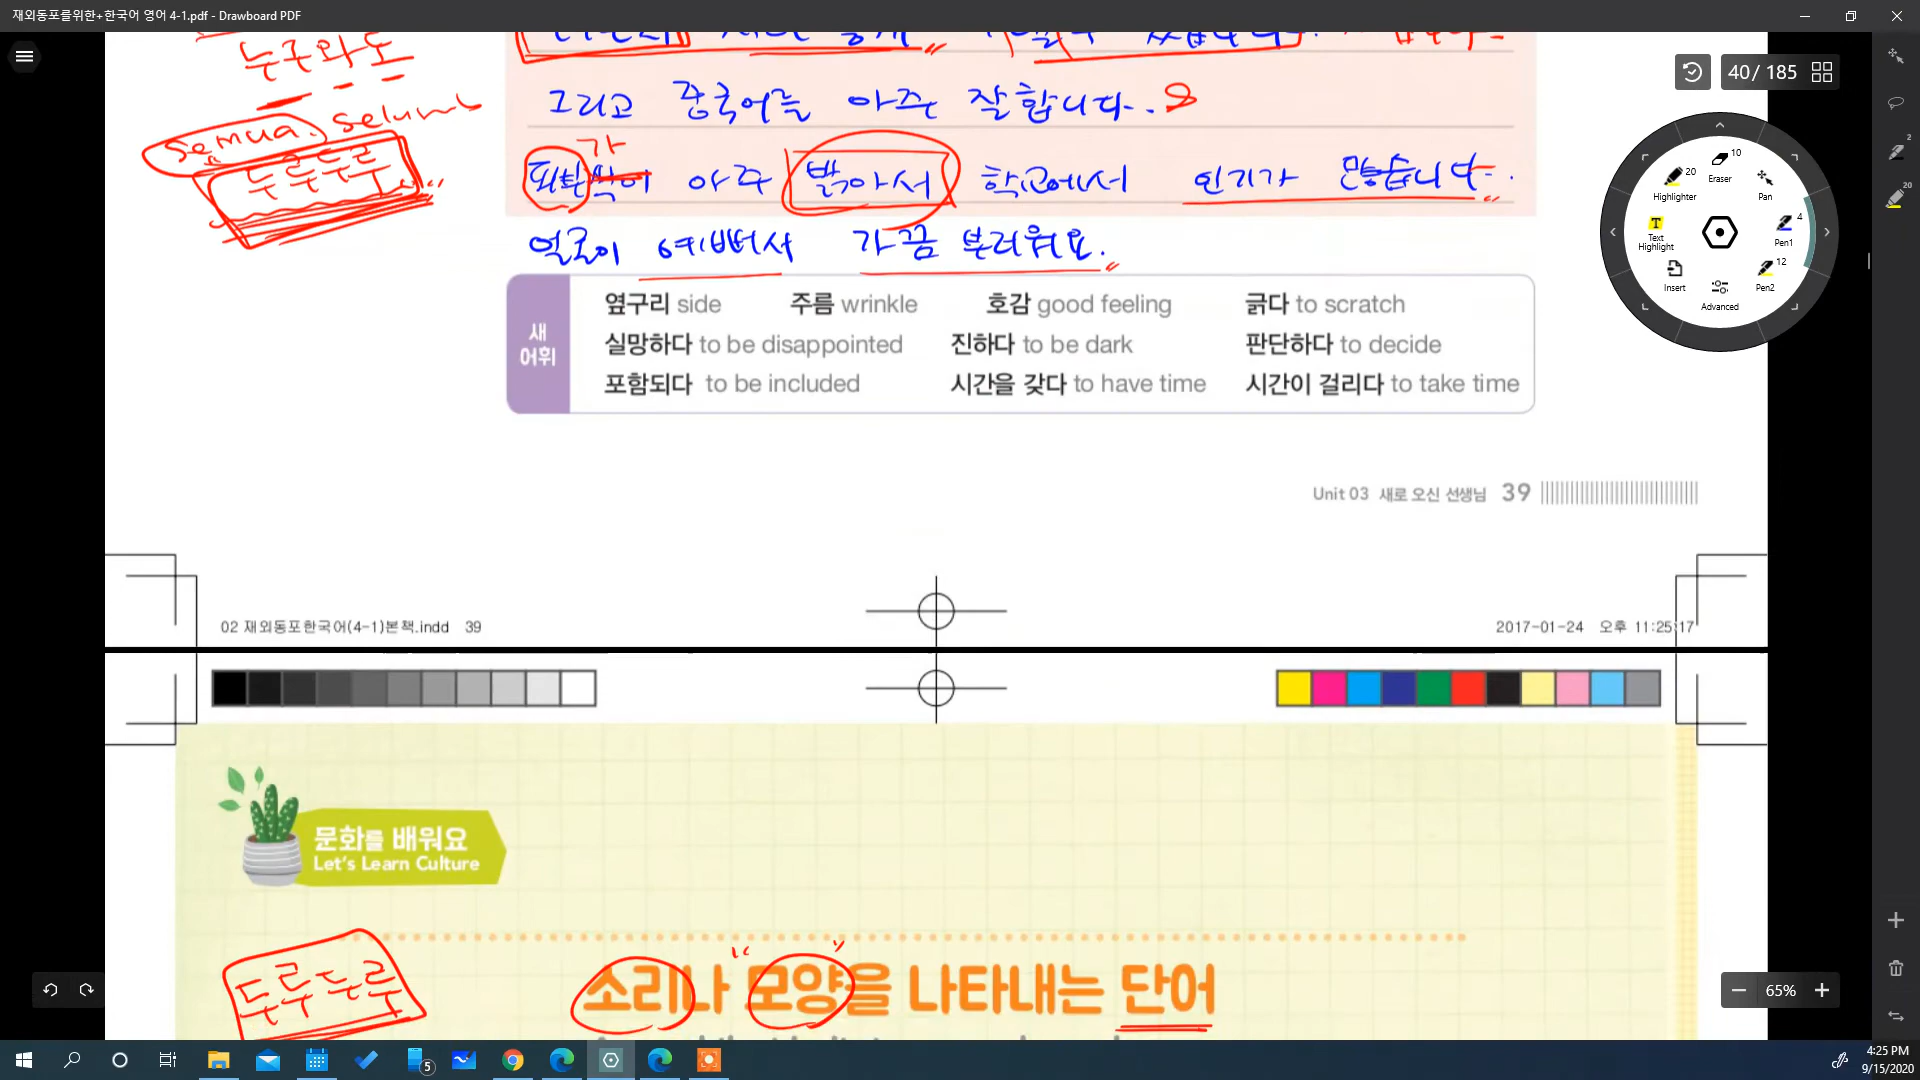 재외동포를위한+한국어 영어 4-1.pdf - Drawboard PDF
40 / 185
누군와도
semua, selumb
두루두루
그리고 중국어를 아주 잘합니다.
가
아주 밝아서 학교에서 인기가 많습니다.
얼굴이 예뻐서 가끔 부러워요.
10
Eraser
20
Highlighter
Pan
Text Highlight
4
Pen1
Insert
12
Pen2
Advanced
2
20
새 어휘
옆구리 side 주름 wrinkle 호감 good feeling 긁다 to scratch
실망하다 to be disappointed 진하다 to be dark 판단하다 to decide
포함되다 to be included 시간을 갖다 to have time 시간이 걸리다 to take time
Unit 03 새로 오신 선생님 39
02 재외동포한국어(4-1)본책.indd 39
2017-01-24 오후 11:25:17
문화를 배워요
Let's Learn Culture
두루두루
소리나 모양을 나타내는 단어
65%
5
4:25 PM
9/15/2020